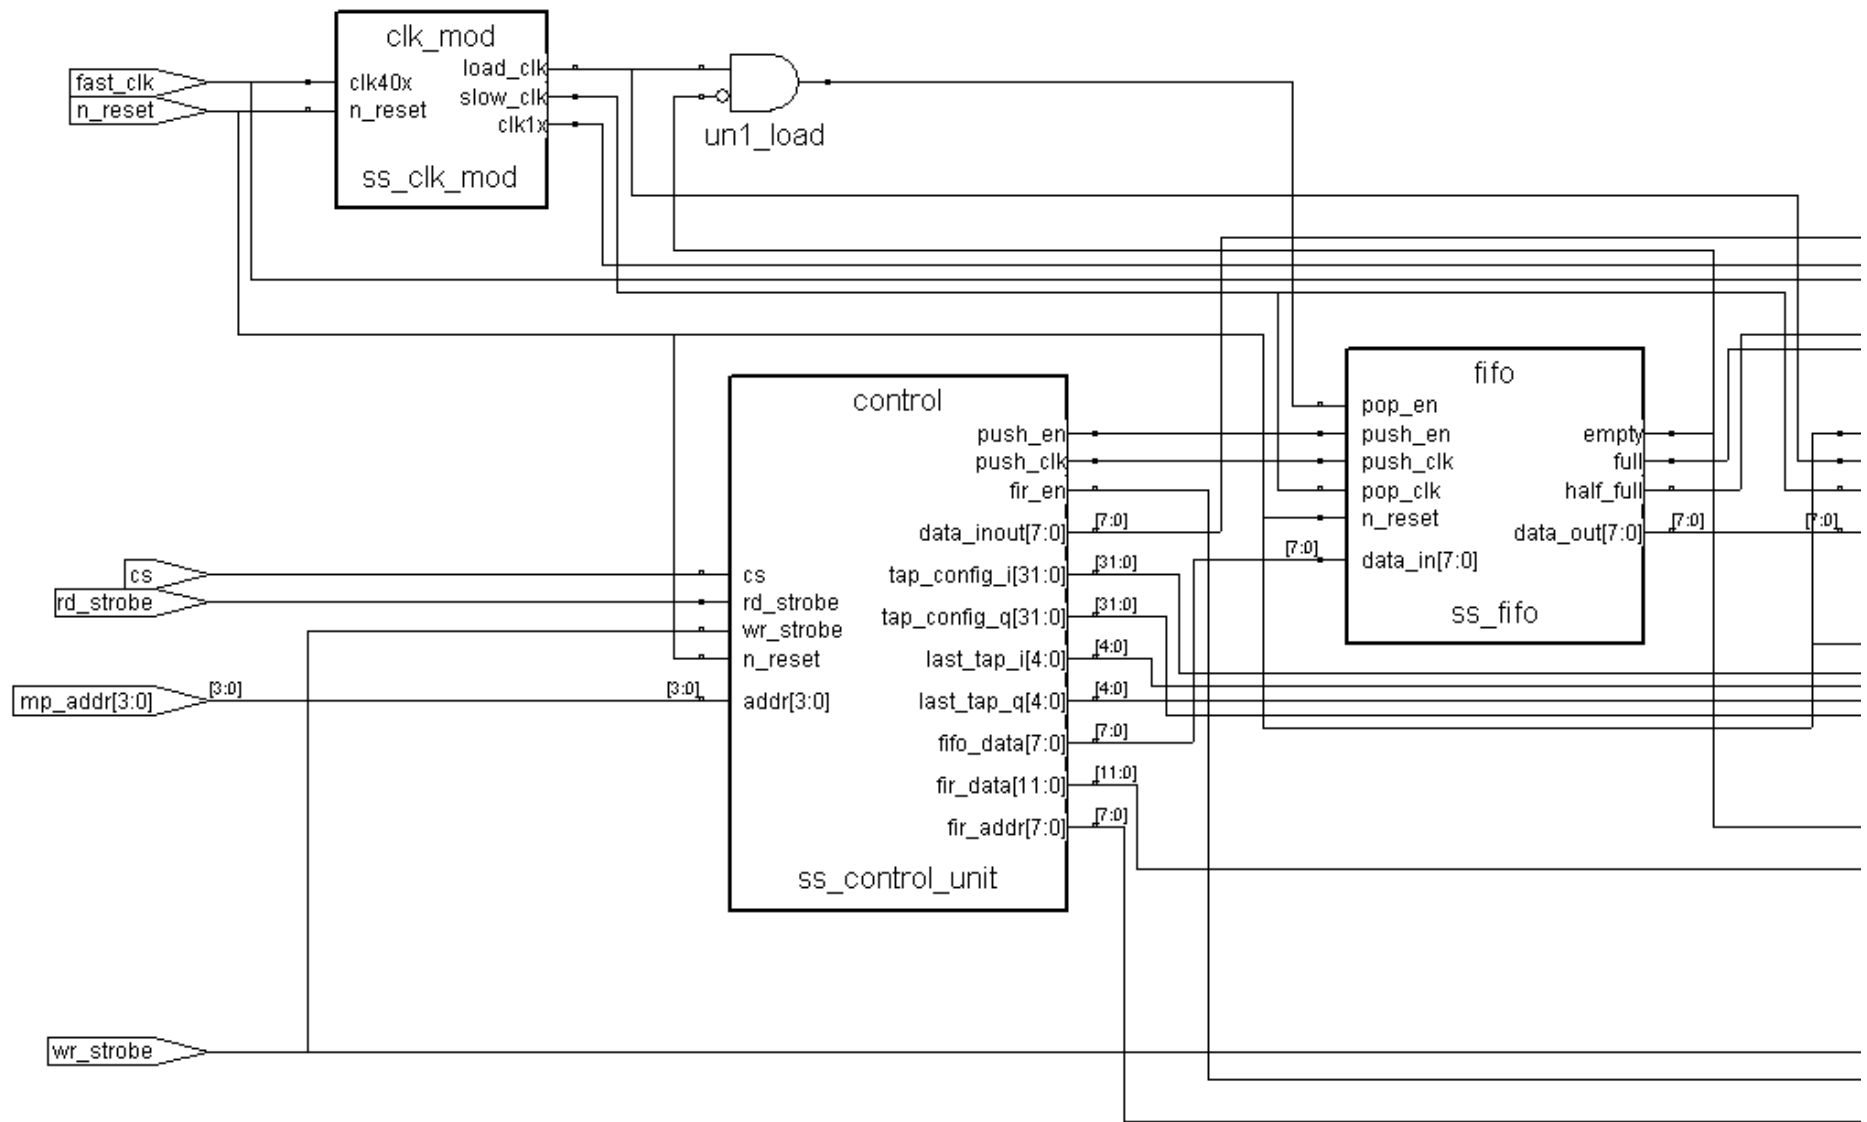 clk_mod
fast_clk
n_reset
clk40x
n_reset
load_clk
slow_clk
clk1x
ss_clk_mod
un1_load
control
push_en
push_clk
fir_en
data_inout[7:0]
[7:0]
cs
rd_strobe
cs
rd_strobe
wr_strobe
n_reset
mp_addr[3:0]
[3:0]
[3:0]
addr[3:0]
tap_config_i[31:0]
[31:0]
tap_config_q[31:0]
[31:0]
last_tap_i[4:0]
[4:0]
last_tap_q[4:0]
[4:0]
fifo_data[7:0]
[7:0]
fir_data[11:0]
[11:0]
fir_addr[7:0]
[7:0]
ss_control_unit
fifo
pop_en
push_en
push_clk
pop_clk
n_reset
[7:0]
data_in[7:0]
empty
full
half_full
data_out[7:0]
[7:0]
[7:0]
ss_fifo
wr_strobe